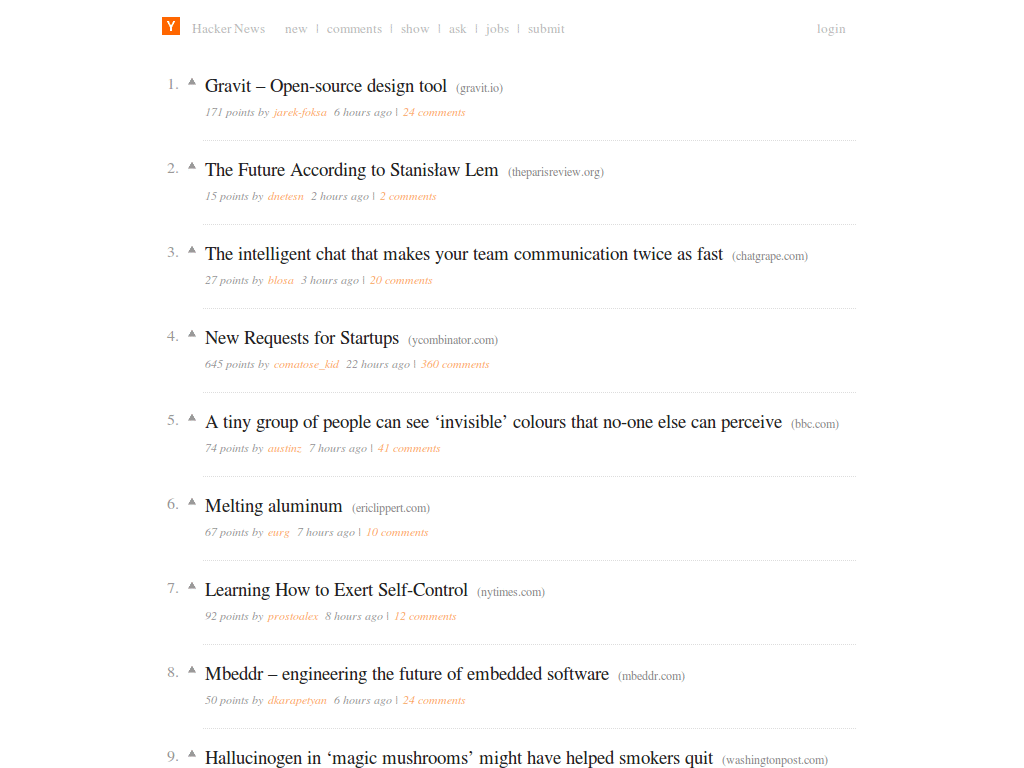 Y Hacker News new | comments | show | ask | jobs | submit login
1. ▲ Gravit – Open-source design tool (gravit.io)
171 points by jarek-foksa 6 hours ago | 24 comments
2. ▲ The Future According to Stanisław Lem (theparisreview.org)
15 points by dnetesn 2 hours ago | 2 comments
3. ▲ The intelligent chat that makes your team communication twice as fast (chatgrape.com)
27 points by blosa 3 hours ago | 20 comments
4. ▲ New Requests for Startups (ycombinator.com)
645 points by comatose_kid 22 hours ago | 360 comments
5. ▲ A tiny group of people can see ‘invisible’ colours that no-one else can perceive (bbc.com)
74 points by austinz 7 hours ago | 41 comments
6. ▲ Melting aluminum (ericlippert.com)
67 points by eurg 7 hours ago | 10 comments
7. ▲ Learning How to Exert Self-Control (nytimes.com)
92 points by prostoalex 8 hours ago | 12 comments
8. ▲ Mbeddr – engineering the future of embedded software (mbeddr.com)
50 points by dkarapetyan 6 hours ago | 24 comments
9. ▲ Hallucinogen in ‘magic mushrooms’ might have helped smokers quit (washingtonpost.com)